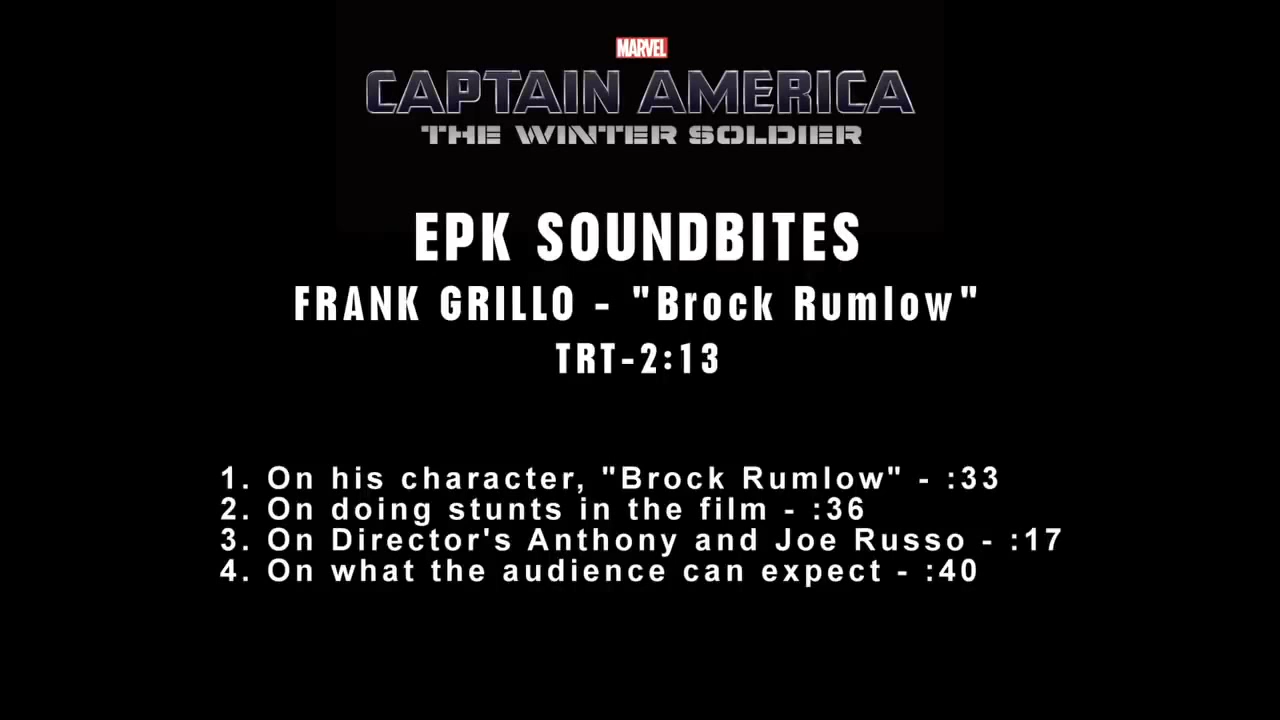 MARVEL
CAPTAIN AMERICA
THE WINTER SOLDIER
EPK SOUNDBITES
FRANK GRILLO - "Brock Rumlow"
TRT-2:13
1. On his character, "Brock Rumlow" - :33
2. On doing stunts in the film - :36
3. On Director's Anthony and Joe Russo - :17
4. On what the audience can expect - :40